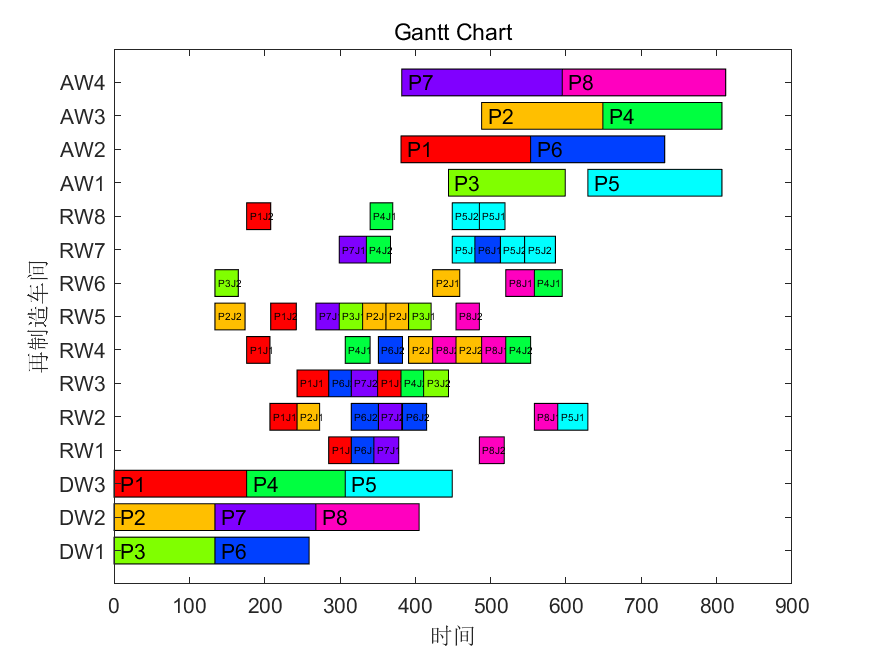 Gantt Chart
AW4 P7 P8
AW3 P2 P4
AW2 P1 P6
AW1 P3 P5
RW8 P1J2 P4J1 P5J2 P5J1
RW7 P7J1 P4J2 P5J1 P6J1 P5J2 P5J2
RW6 P3J2 P2J1 P8J1 P4J1
RW5 P2J2 P1J2 P7J1 P3J1 P2J P2J P3J1 P8J2
RW4 P1J1 P4J1 P6J2 P2J1 P8J P2J2 P8J1 P4J2
RW3 P1J1 P6J P7J2 P1J P4J P3J2
RW2 P1J1 P2J1 P6J2 P7J P6J2 P8J P5J1
RW1 P1J P6J P7J1 P8J2
DW3 P1 P4 P5
DW2 P2 P7 P8
DW1 P3 P6
0 100 200 300 400 500 600 700 800 900
时间
再制造车间